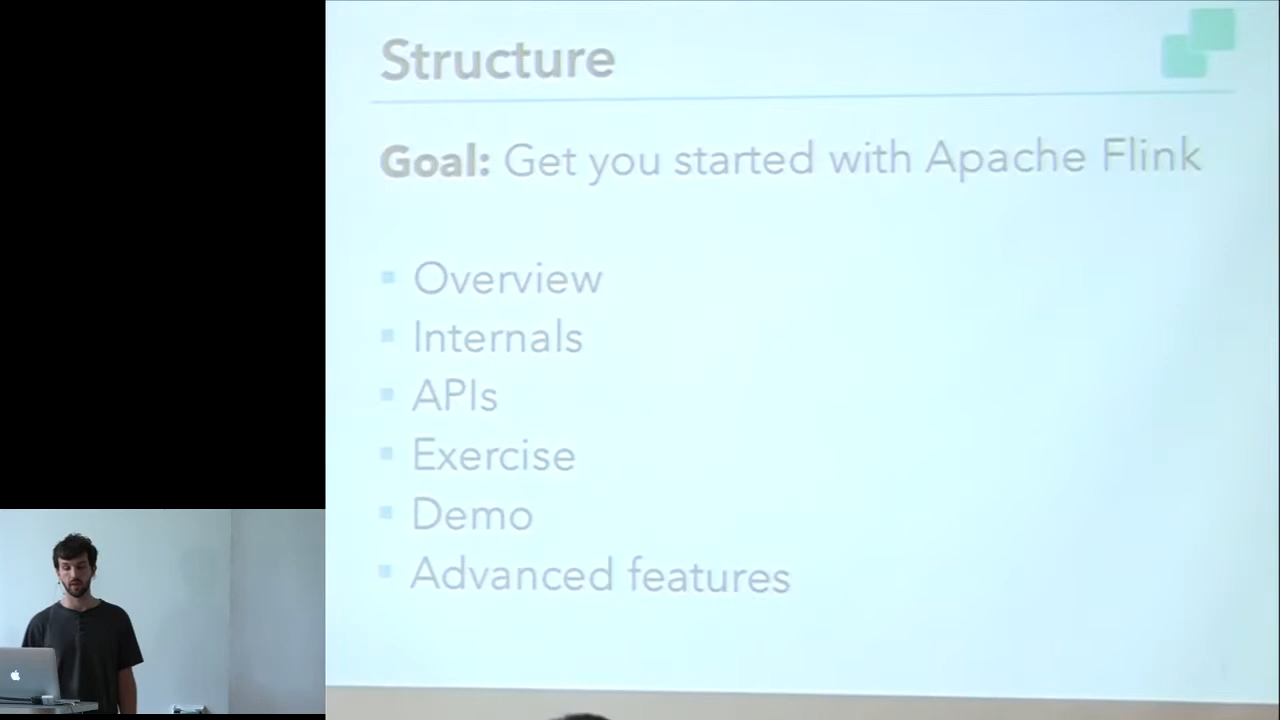 Structure
Goal: Get you started with Apache Flink
Overview
Internals
APIs
Exercise
Demo
Advanced features